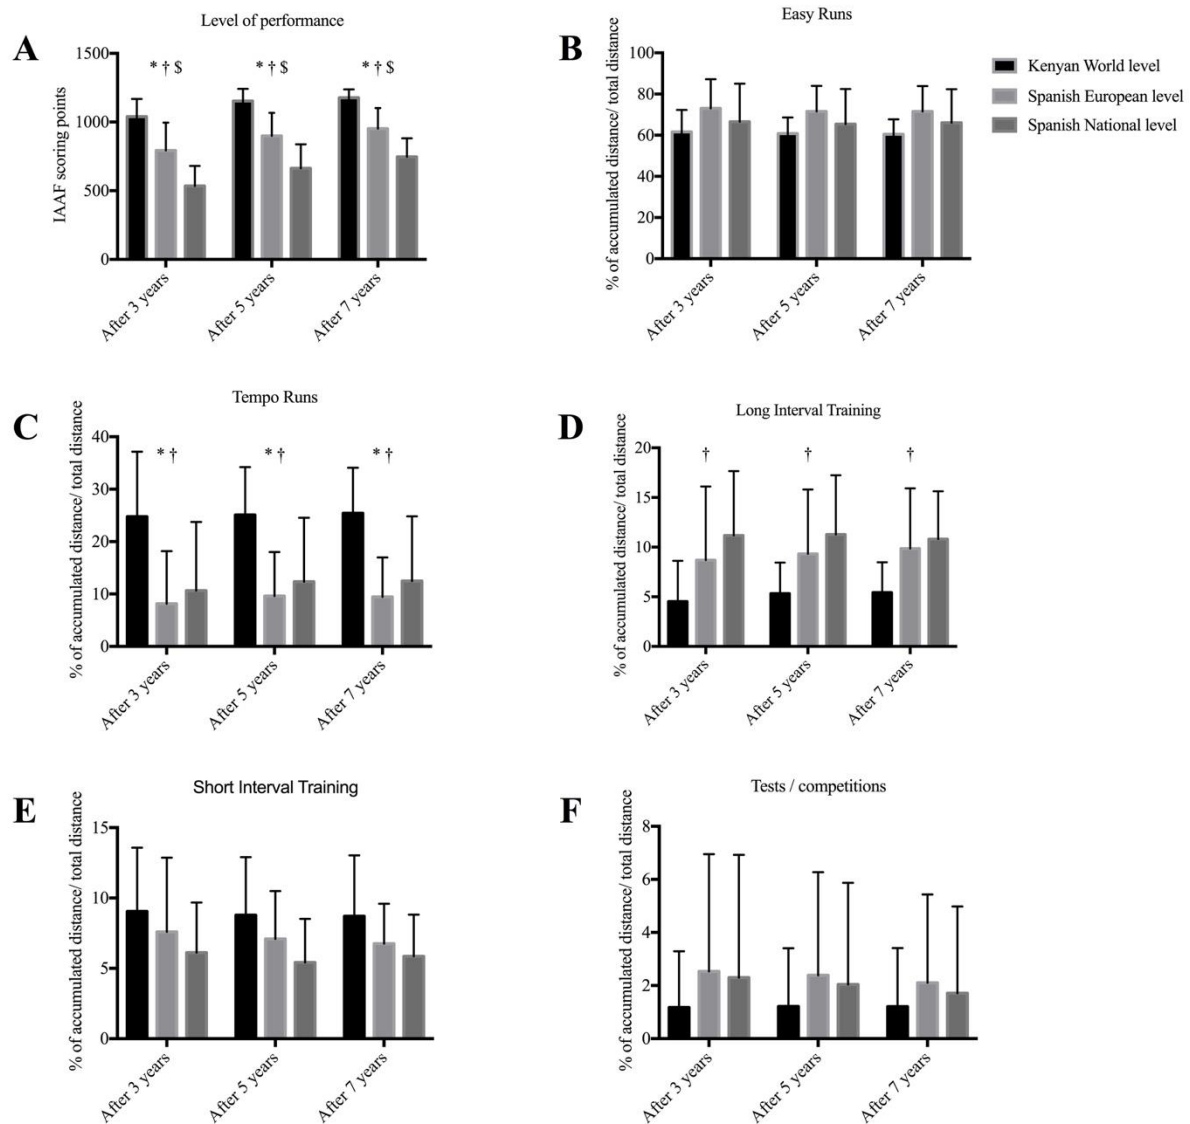 A
Level of performance
IAAF scoring points
1500
1000
500
0
* † $
* † $
* † $
After 3 years
After 5 years
After 7 years
B
Easy Runs
% of accumulated distance/ total distance
100
80
60
40
20
0
After 3 years
After 5 years
After 7 years
Kenyan World level
Spanish European level
Spanish National level
C
Tempo Runs
% of accumulated distance/ total distance
40
30
20
10
0
* †
* †
* †
After 3 years
After 5 years
After 7 years
D
Long Interval Training
% of accumulated distance/ total distance
20
15
10
5
0
†
†
†
After 3 years
After 5 years
After 7 years
E
Short Interval Training
% of accumulated distance/ total distance
15
10
5
0
After 3 years
After 5 years
After 7 years
F
Tests / competitions
% of accumulated distance/ total distance
8
6
4
2
0
After 3 years
After 5 years
After 7 years